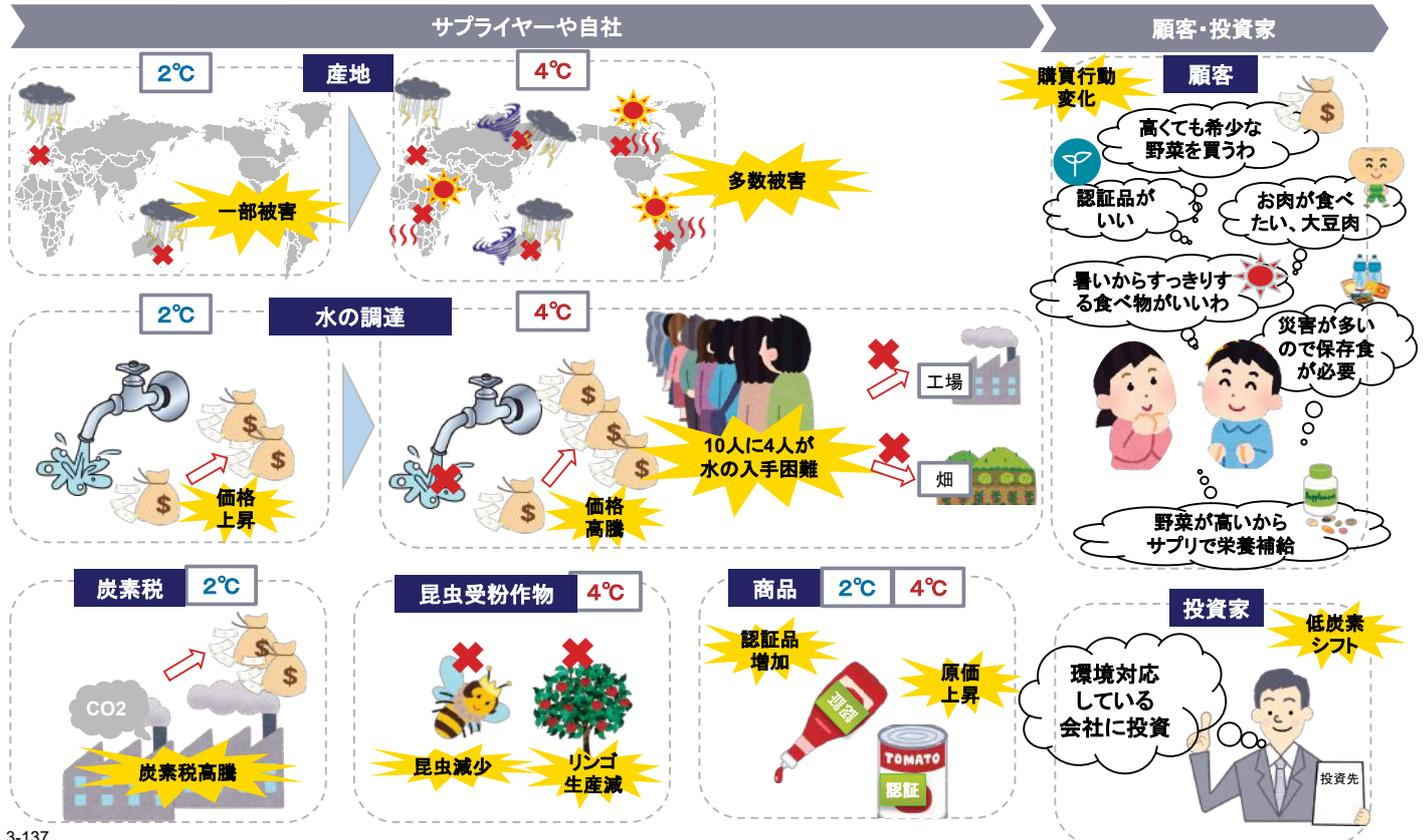 サプライヤーや自社
顧客・投資家
2℃
産地
4℃
一部被害
多数被害
2℃
水の調達
4℃
価格
上昇
価格
高騰
10人に4人が
水の入手困難
工場
畑
炭素税
2℃
CO2
炭素税高騰
昆虫受粉作物
4℃
昆虫減少
リンゴ
生産減
商品
2℃
4℃
認証品
増加
原価
上昇
認証
TOMATO
認証
購買行動
変化
顧客
高くても希少な
野菜を買うわ
認証品が
いい
お肉が食べ
たい、大豆肉
暑いからすっきりす
る食べ物がいいわ
災害が多い
ので保存食
が必要
Supplement
野菜が高いから
サプリで栄養補給
投資家
低炭素
シフト
環境対応
している
会社に投資
投資先
3-137